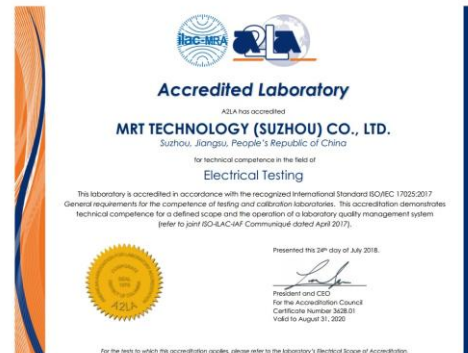 ilac-MRA
A2LA
Accredited Laboratory
A2LA has accredited
MRT TECHNOLOGY (SUZHOU) CO., LTD.
Suzhou, Jiangsu, People's Republic of China
for technical competence in the field of
Electrical Testing
This laboratory is accredited in accordance with the recognized International Standard ISO/IEC 17025:2017
General requirements for the competence of testing and calibration laboratories. This accreditation demonstrates
technical competence for a defined scope and the operation of a laboratory quality management system
(refer to joint ISO-ILAC-IAF Communiqué dated April 2017).
Presented this 24th day of July 2018.
President and CEO
For the Accreditation Council
Certificate Number 3628.01
Valid to August 31, 2020
A2LA
For the tests to which this accreditation applies, please refer to the laboratory's Electrical Scope of Accreditation.